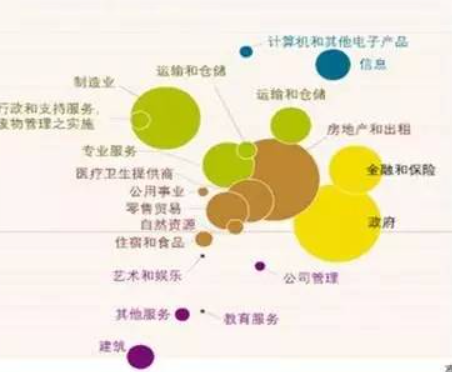 计算机和其他电子产品
信息
运输和仓储
制造业
运输和仓储
行政和支持服务，
废物管理之实施
房地产和出租
专业服务
金融和保险
医疗卫生提供商
公用事业
零售贸易
政府
自然资源
住宿和食品
艺术和娱乐
公司管理
其他服务
教育服务
建筑